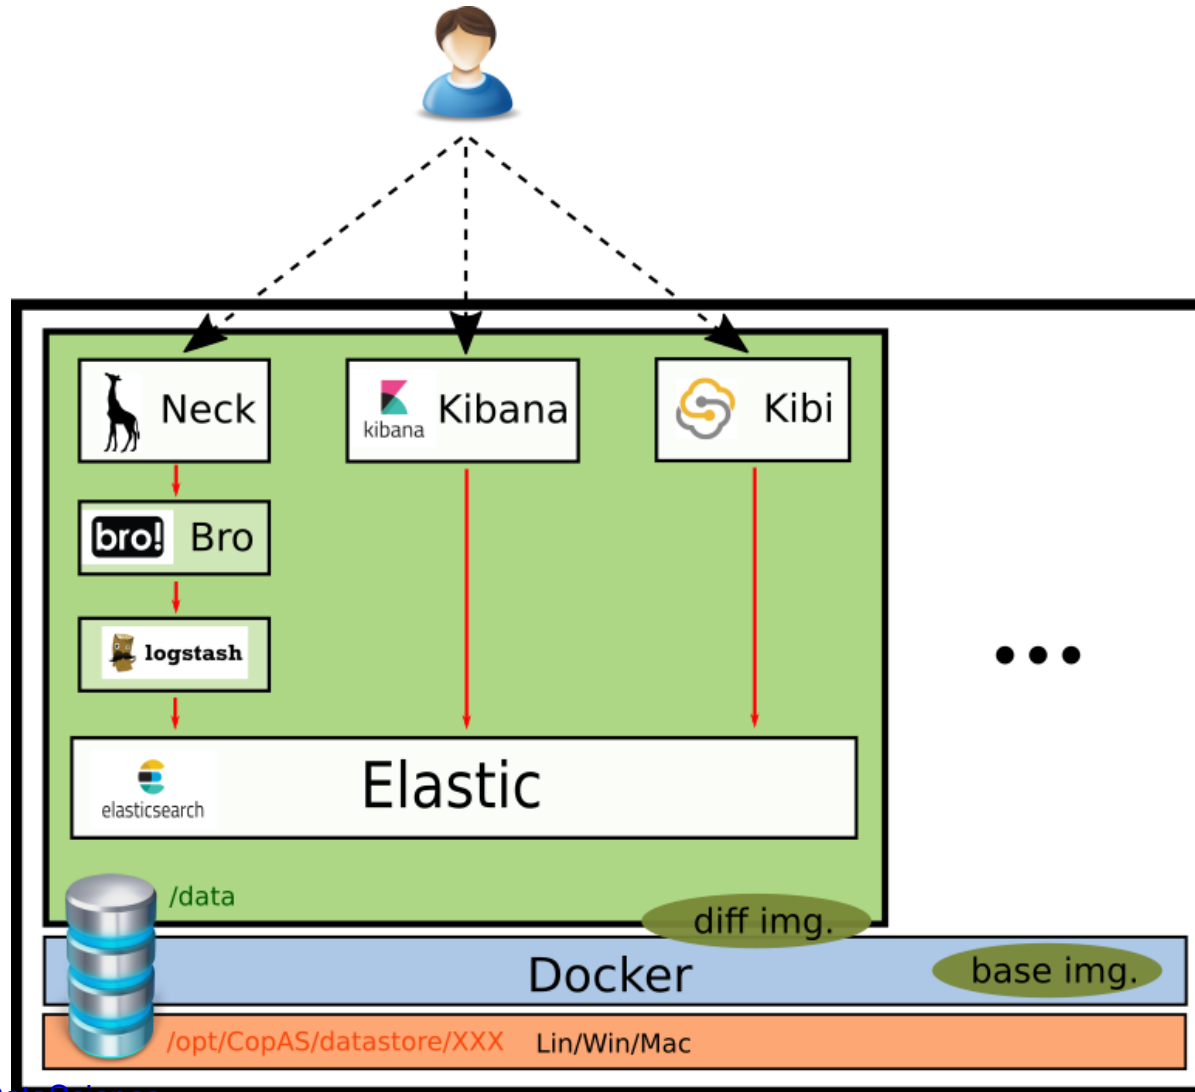 Neck
kibana
Kibana
Kibi
bro!
Bro
logstash
elasticsearch
Elastic
/data
diff img.
Docker
base img.
/opt/CopAS/datastore/XXX
Lin/Win/Mac